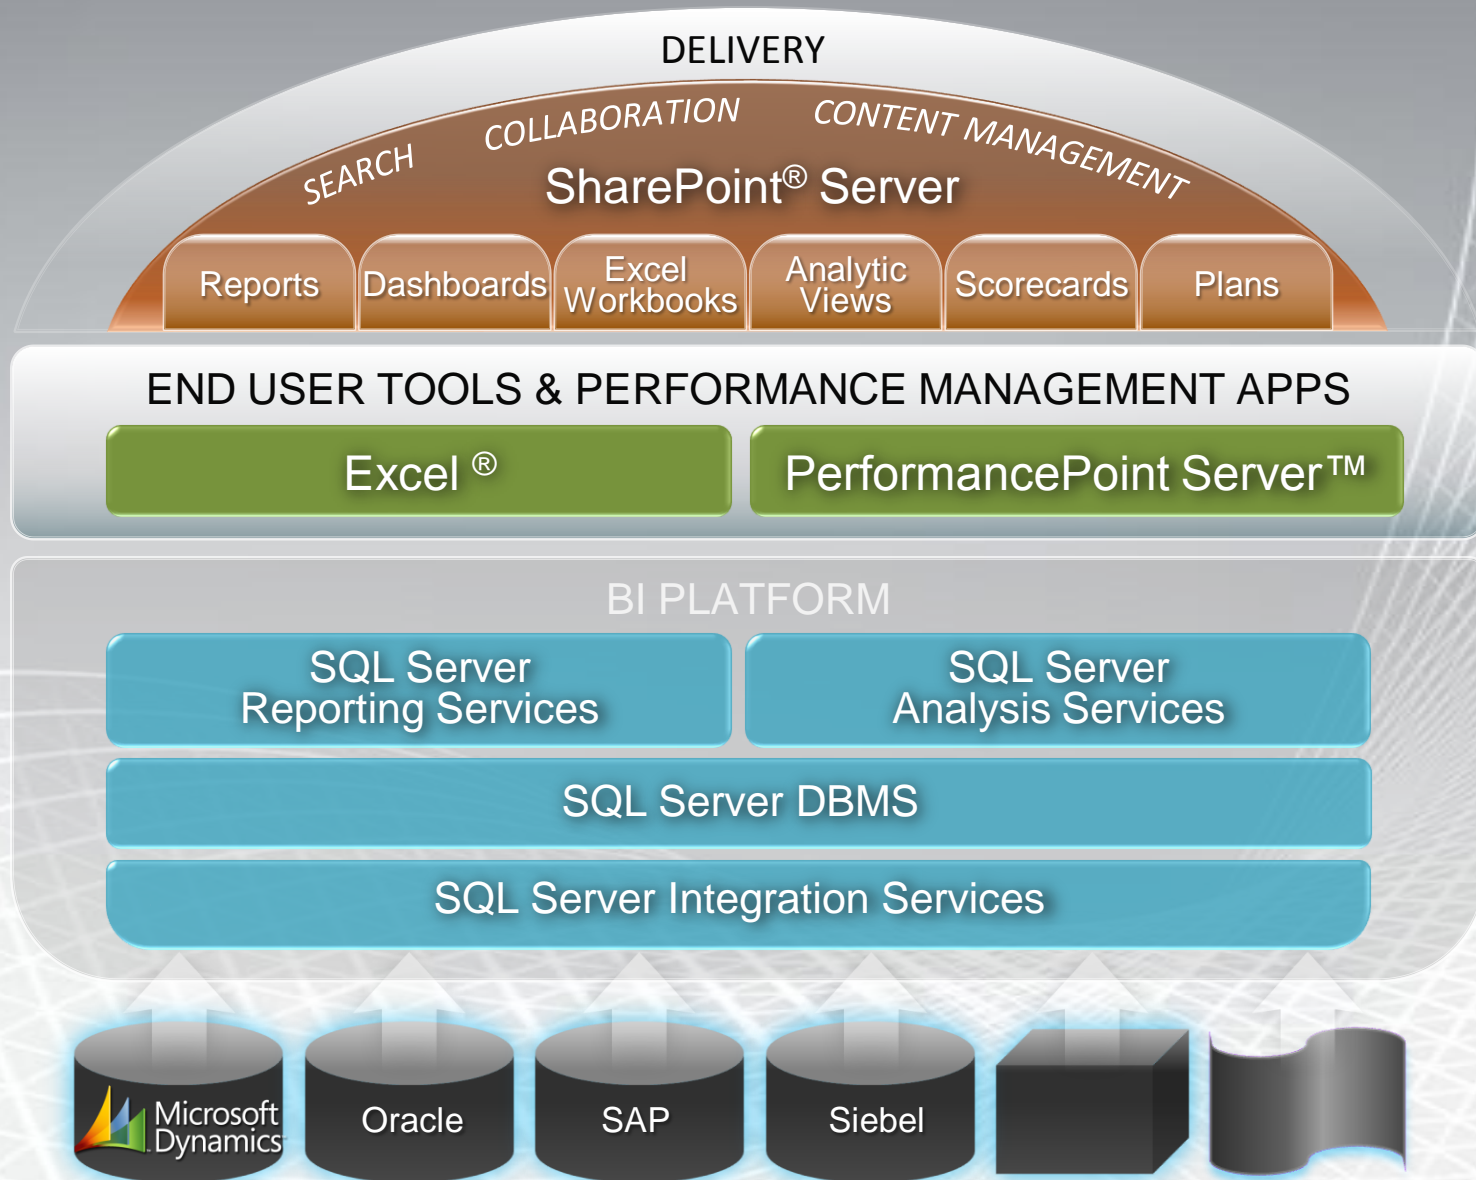 DELIVERY
SEARCH COLLABORATION CONTENT MANAGEMENT
SharePoint® Server
Reports
Dashboards
Excel
Workbooks
Analytic
Views
Scorecards
Plans
END USER TOOLS & PERFORMANCE MANAGEMENT APPS
Excel ®
PerformancePoint Server™
BI PLATFORM
SQL Server
Reporting Services
SQL Server
Analysis Services
SQL Server DBMS
SQL Server Integration Services
Microsoft
Dynamics
Oracle
SAP
Siebel